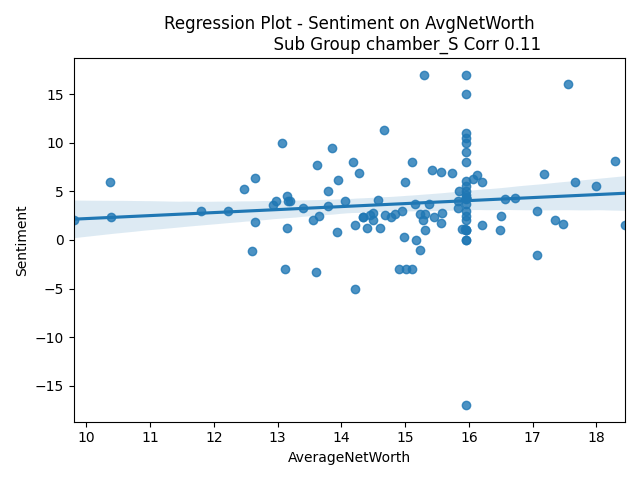 Regression Plot - Sentiment on AvgNetWorth
Sub Group chamber_S Corr 0.11
15
10
5
0
−5
−10
−15
Sentiment
10 11 12 13 14 15 16 17 18
AverageNetWorth